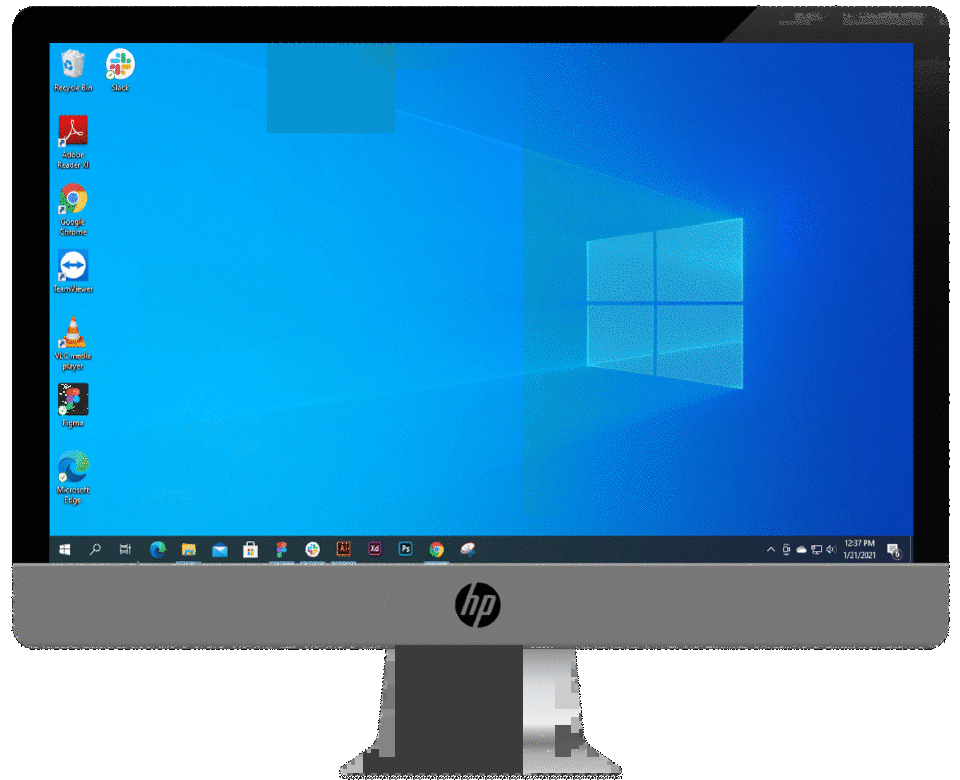 Recycle Bin
Slack
Adobe
Reader XI
Google
Chrome
TeamViewer
VLC media
player
Figma
Microsoft
Edge
Ai
Xd
Ps
12:37 PM
1/21/2021
6
hp